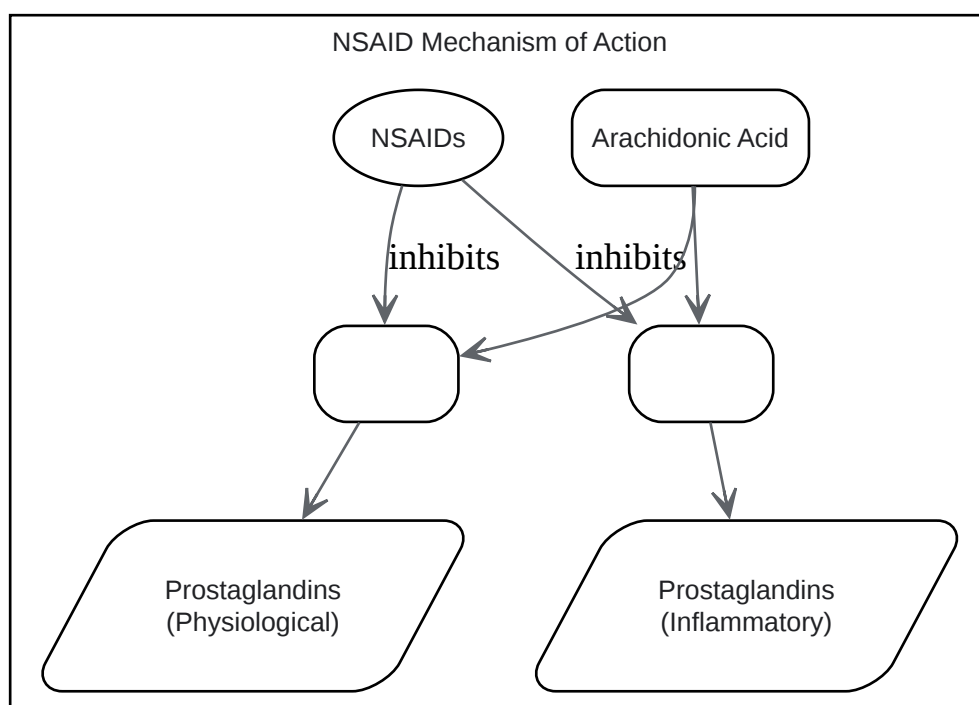 NSAID Mechanism of Action
NSAIDs
Arachidonic Acid
inhibits
inhibits
Prostaglandins
(Physiological)
Prostaglandins
(Inflammatory)